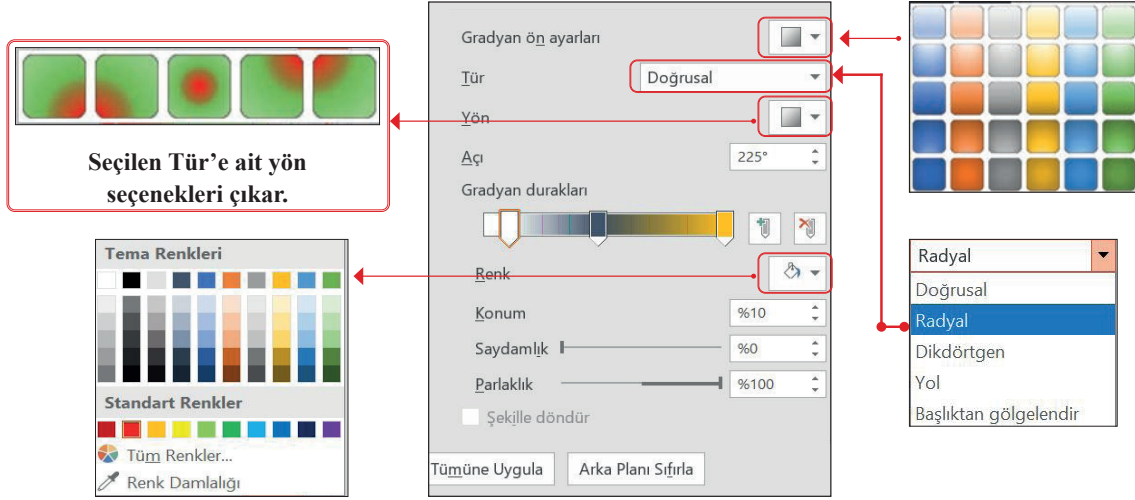 Seçilen Tür’e ait yön
seçenekleri çıkar.
Tema Renkleri
Standart Renkler
Tüm Renkler...
Renk Damlalığı
Gradyan ön ayarları
Tür
Doğrusal
Yön
Açı
225°
Gradyan durakları
Renk
Konum
%10
Saydamlık
%0
Parlaklık
%100
Şekille döndür
Tümüne Uygula
Arka Planı Sıfırla
Radyal
Doğrusal
Radyal
Dikdörtgen
Yol
Başlıktan gölgelendir